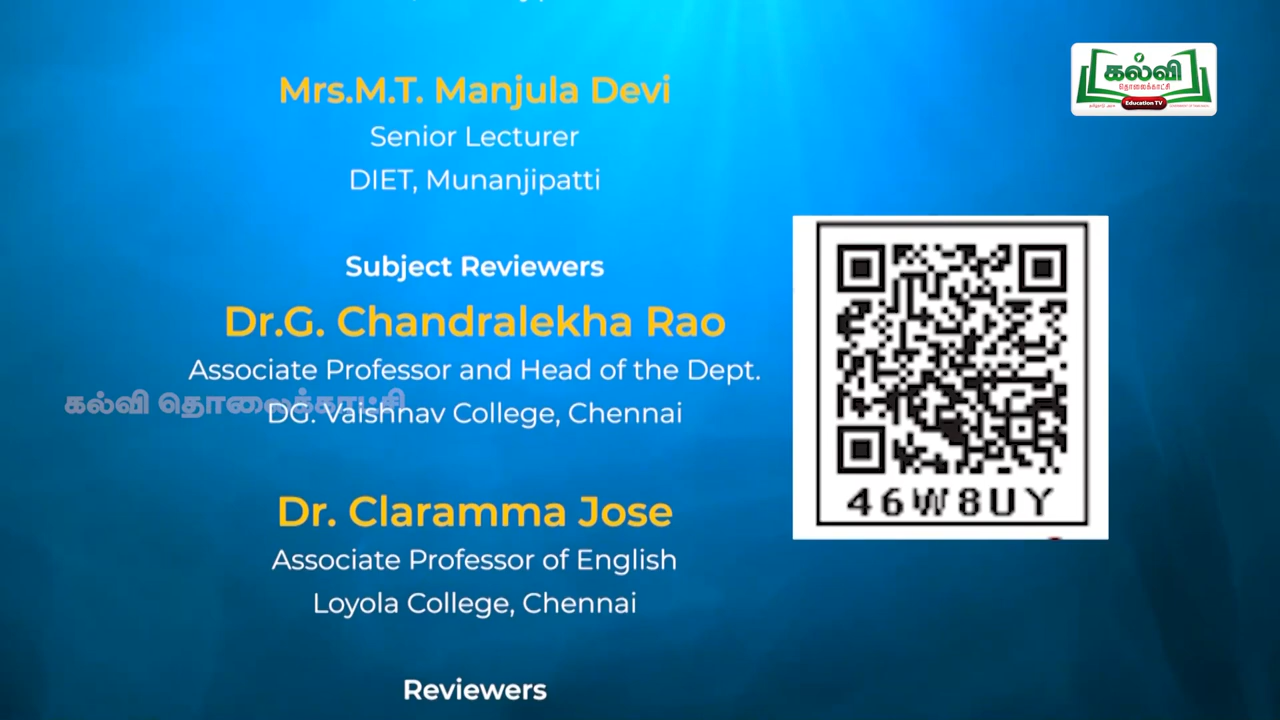 Mrs.M.T. Manjula Devi
Senior Lecturer
DIET, Munanjipatti
Subject Reviewers
Dr.G. Chandralekha Rao
Associate Professor and Head of the Dept.
DG. Vaishnav College, Chennai
Dr. Claramma Jose
Associate Professor of English
Loyola College, Chennai
Reviewers
கல்வி தொலைக்காட்சி
கல்வி
தொலைக்காட்சி
Education TV
46W8UY